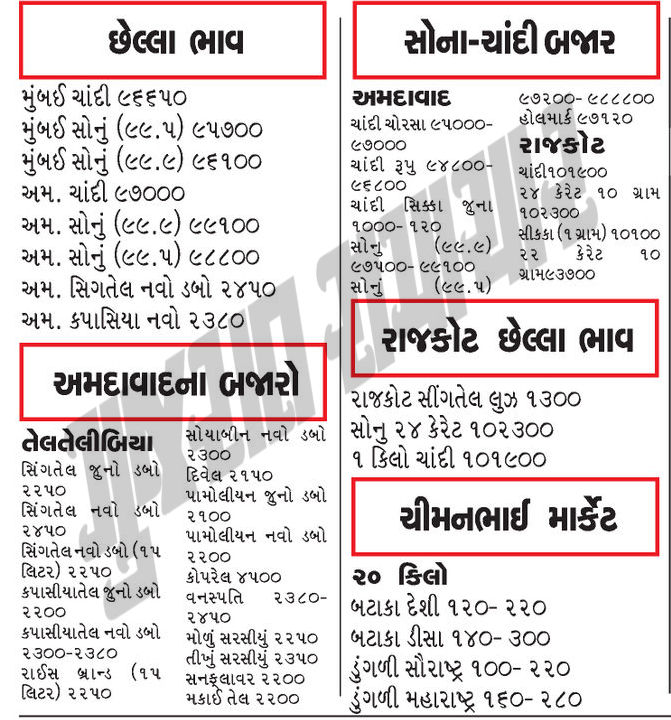 છેલ્લા ભાવ
મુંબઈ ચાંદી ૯૬૬૫૦
મુંબઈ સોનું (૯૯.૫) ૯૫૭૦૦
મુંબઈ સોનું (૯૯.૯) ૯૬૧૦૦
અમ. ચાંદી ૯૭૦૦૦
અમ. સોનું (૯૯.૯) ૯૯૧૦૦
અમ. સોનું (૯૯.૫) ૯૮૮૦૦
અમ. સિગતેલ નવો ડબો ૨૪૫૦
અમ. કપાસિયા નવો ૨૩૮૦
અમદાવાદના બજારો
તેલતેલીબિયા
સિંગતેલ જુનો ડબો
૨૨૫૦
સિંગતેલ નવો ડબો
૨૪૫૦
સિંગતેલ નવો ડબો (૧૫
લિટર) ૨૨૫૦
કપાસીયાતેલ જુનો ડબો
૨૨૦૦
કપાસીયાતેલ નવો ડબો
૨૩૦૦-૨૩૮૦
રાઈસ બ્રાન્ડ (૧૫
લિટર) ૨૨૫૦
સોયાબીન નવો ડબો
૨૩૦૦
દિવેલ ૨૧૫૦
પામોલીયન જુનો ડબો
૨૧૦૦
પામોલીયન નવો ડબો
૨૨૦૦
કોપરેલ ૪૫૦૦
વનસ્પતિ ૨૩૮૦-
૨૪૫૦
મોળું સરસીયું ૨૨૫૦
તીખું સરસીયું ૨૩૫૦
સનફલાવર ૨૨૦૦
મકાઈ તેલ ૨૨૦૦
સોના-ચાંદી બજાર
અમદાવાદ
ચાંદી ચોરસા ૯૫૦૦૦-
૯૭૦૦૦
ચાંદી રૂપુ ૯૪૮૦૦-
૯૬૮૦૦
ચાંદી સિક્કા જુના
૧૦૦૦- ૧૨૦
સોનુ (૯૯.૯)
૯૭૫૦૦-૯૯૧૦૦
સોનું (૯૯.૫)
૯૭૨૦૦- ૯૮૮૮૦૦
હોલમાર્ક ૯૭૧૨૦
રાજકોટ
ચાંદી૧૦૧૯૦૦
૨૪ કેરેટ ૧૦ ગ્રામ
૧૦૨૩૦૦
સીકકા (૧ ગ્રામ) ૧૦૧૦૦
૨૨ કેરેટ ૧૦
ગ્રામ૯૩૭૦૦
રાજકોટ છેલ્લા ભાવ
રાજકોટ સીંગતેલ લુઝ ૧૩૦૦
સોનુ ૨૪ કેરેટ ૧૦૨૩૦૦
૧ કિલો ચાંદી ૧૦૧૯૦૦
ચીમનભાઈ માર્કેટ
૨૦ કિલો
બટાકા દેશી ૧૨૦- ૨૨૦
બટાકા ડીસા ૧૪૦- ૩૦૦
ડુંગળી સૌરાષ્ટ્ર ૧૦૦- ૨૨૦
ડુંગળી મહારાષ્ટ્ર ૧૬૦- ૨૮૦
ગુજરાત સમાચાર